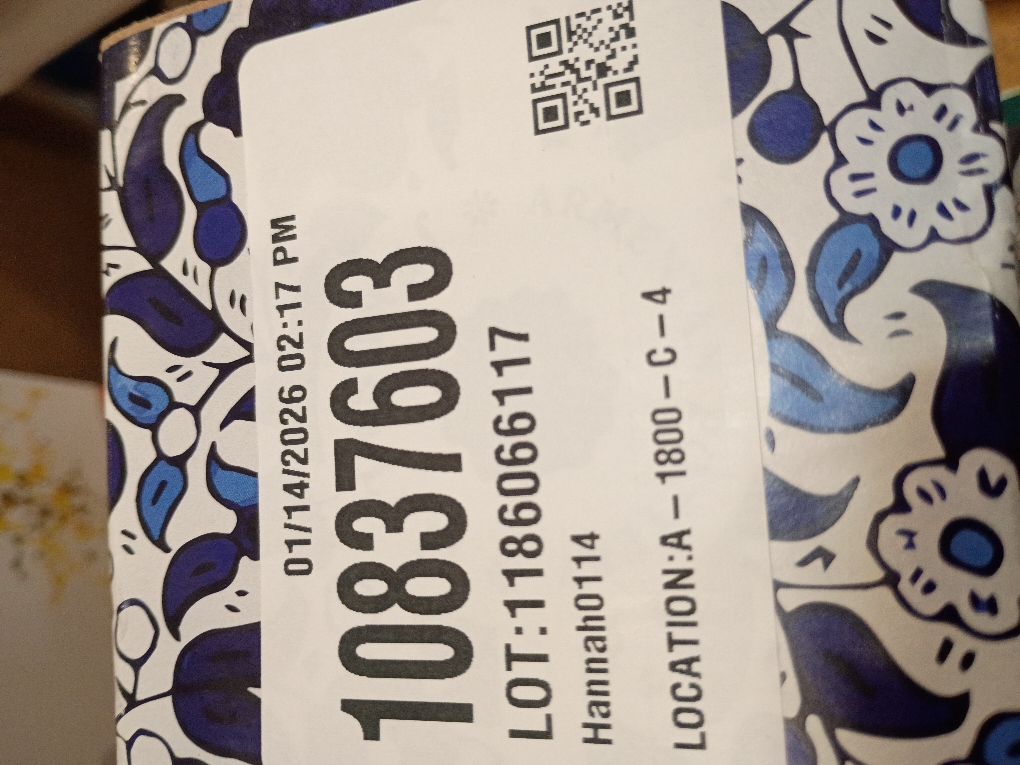 01/14/2026 02:17 PM
10837603
LOT:1186066117
Hannah0114
LOCATION:A-1800-C-4